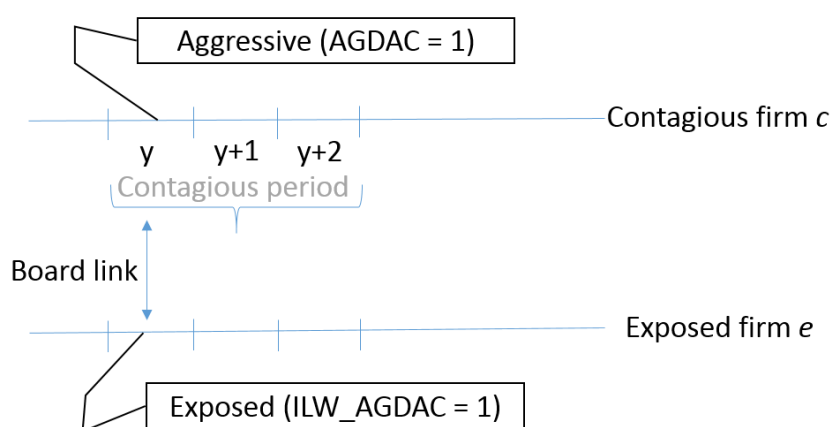 Aggressive (AGDAC = 1)
Contagious firm c
y y+1 y+2
Contagious period
Board link
Exposed firm e
Exposed (ILW_AGDAC = 1)